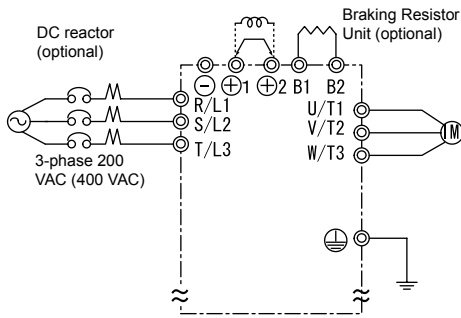 DC reactor
(optional)
Braking Resistor
Unit (optional)
⊖ ⊕1 ⊕2 B1 B2
R/L1
S/L2
T/L3
3-phase 200
VAC (400 VAC)
U/T1
V/T2
W/T3
IM